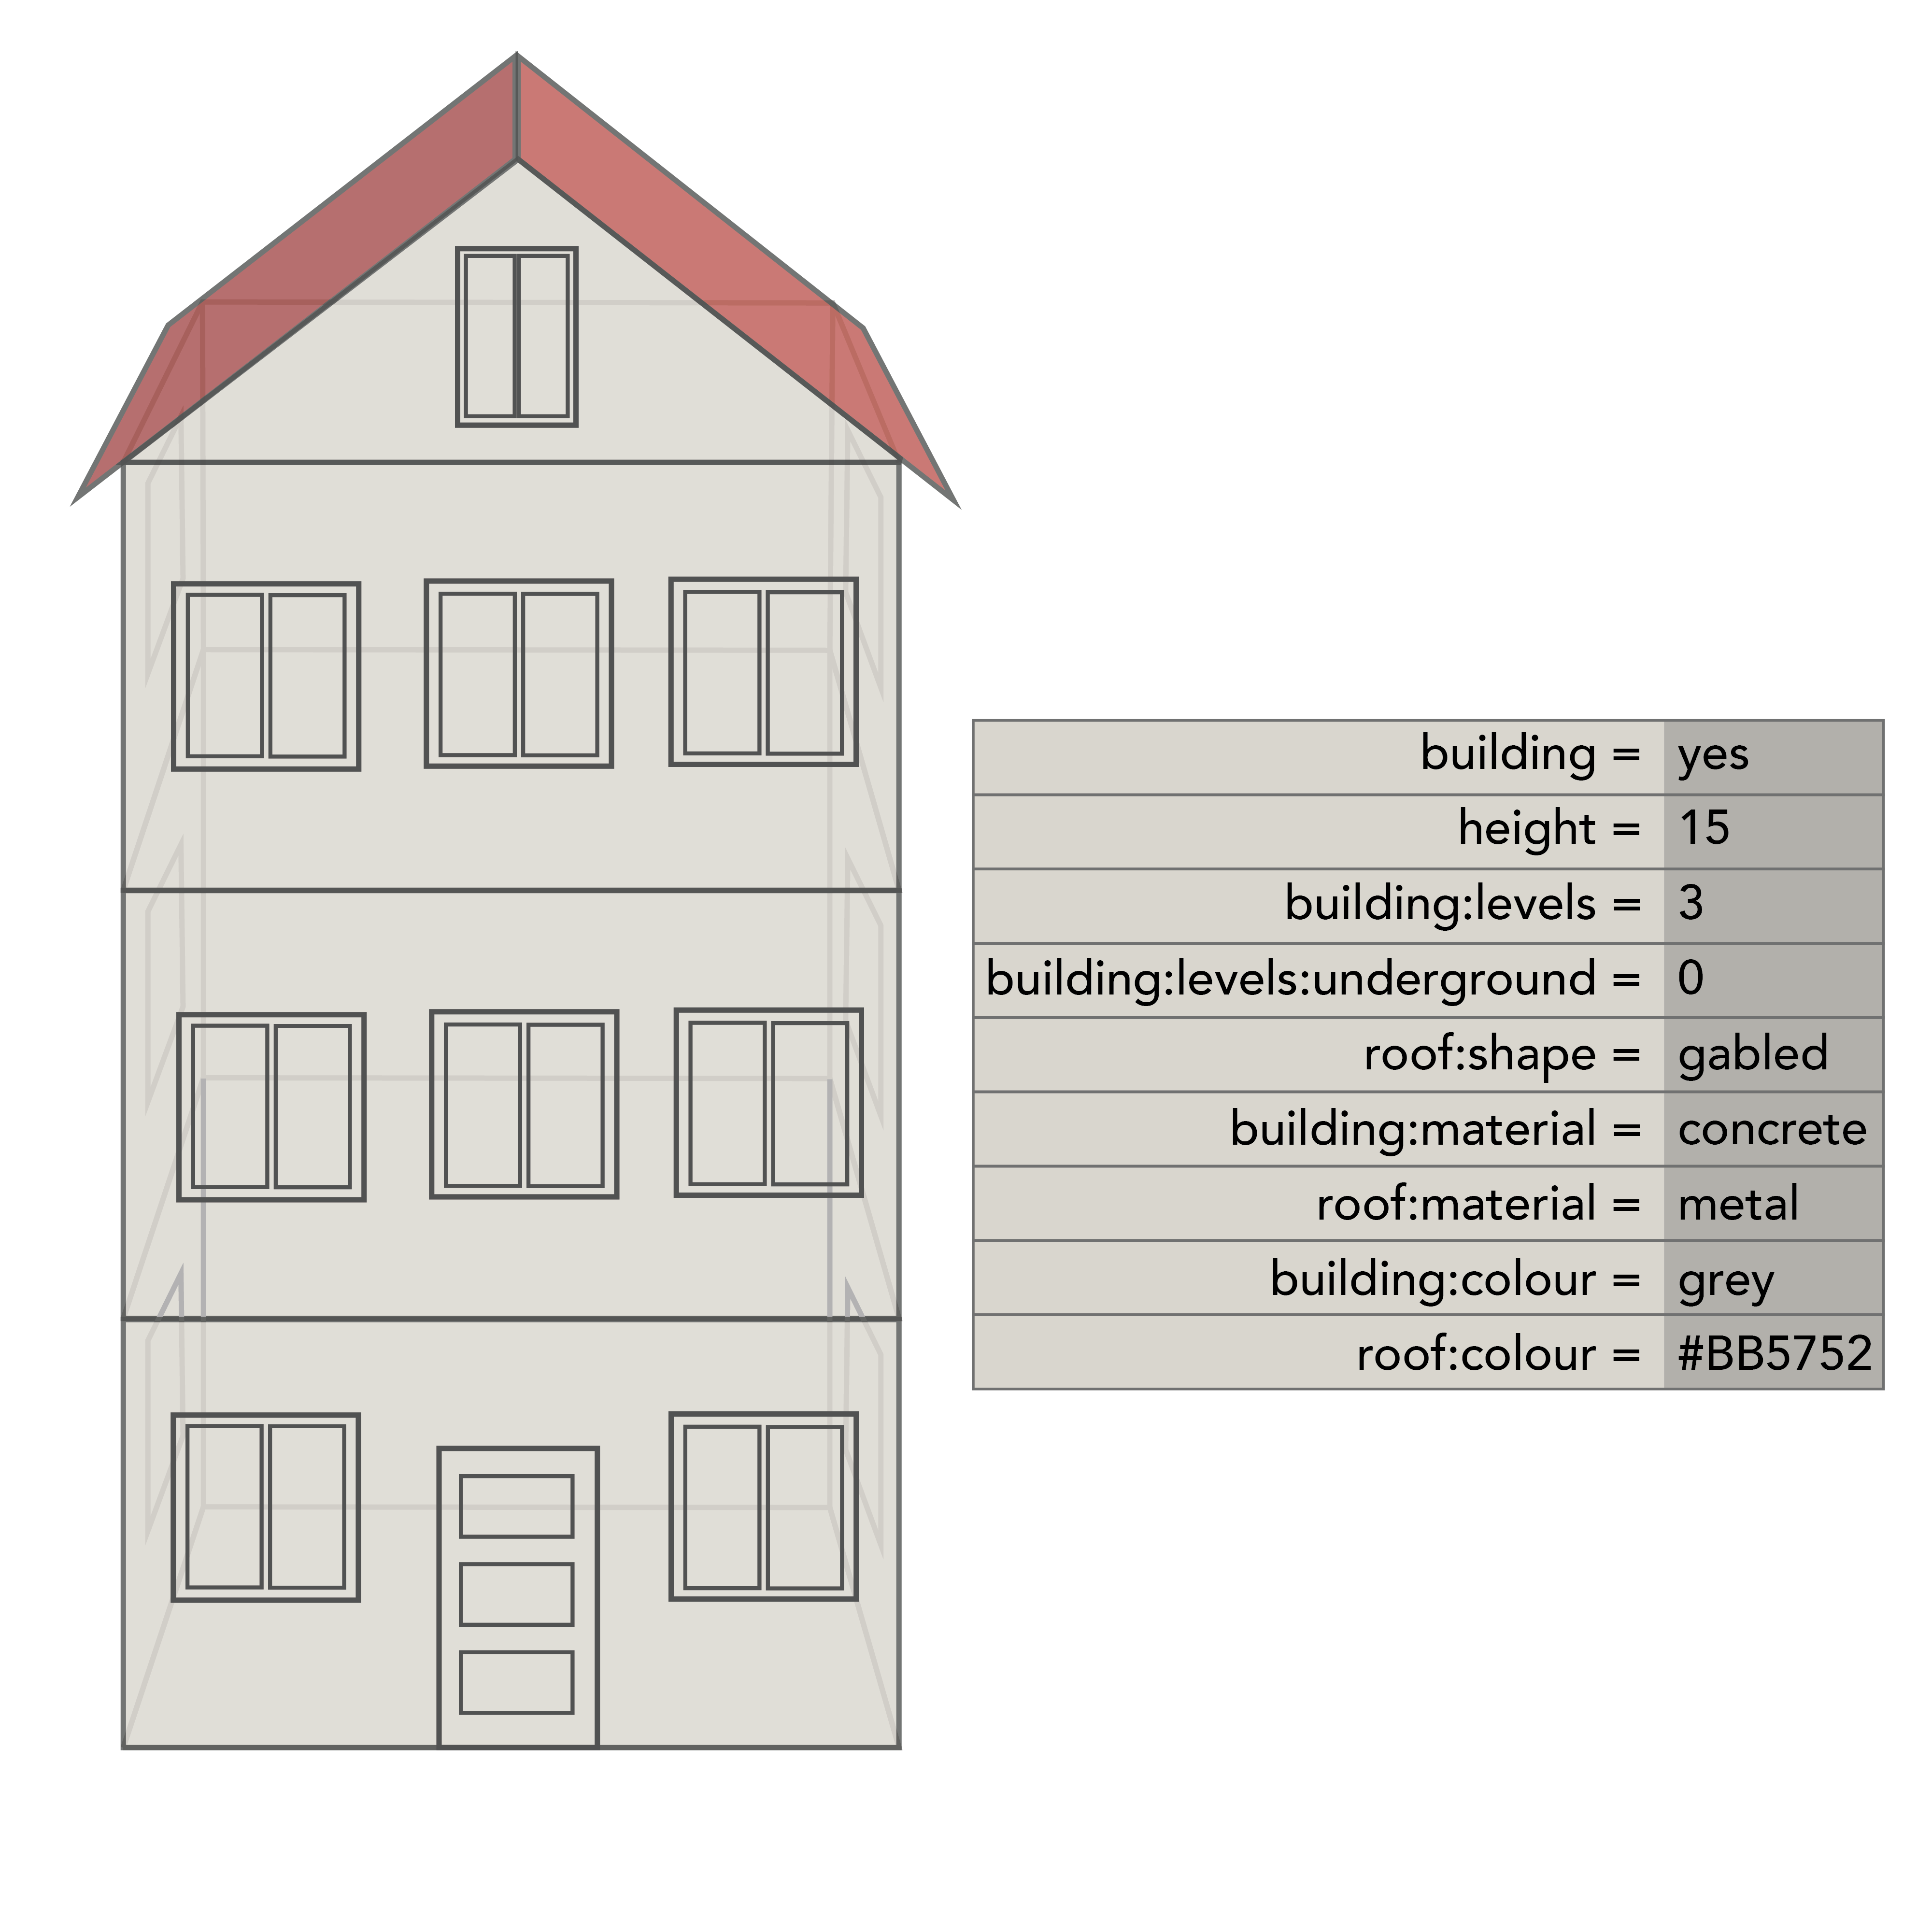 building = yes
height = 15
building:levels = 3
building:levels:underground = 0
roof:shape = gabled
building:material = concrete
roof:material = metal
building:colour = grey
roof:colour = #BB5752